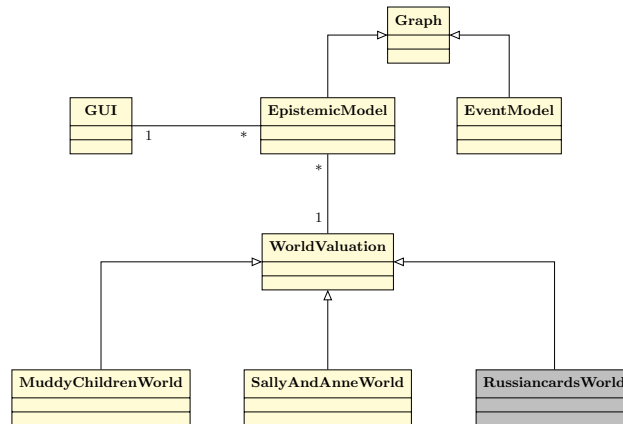 Graph
GUI
EpistemicModel
EventModel
1
*
*
1
WorldValuation
MuddyChildrenWorld
SallyAndAnneWorld
RussiancardsWorld